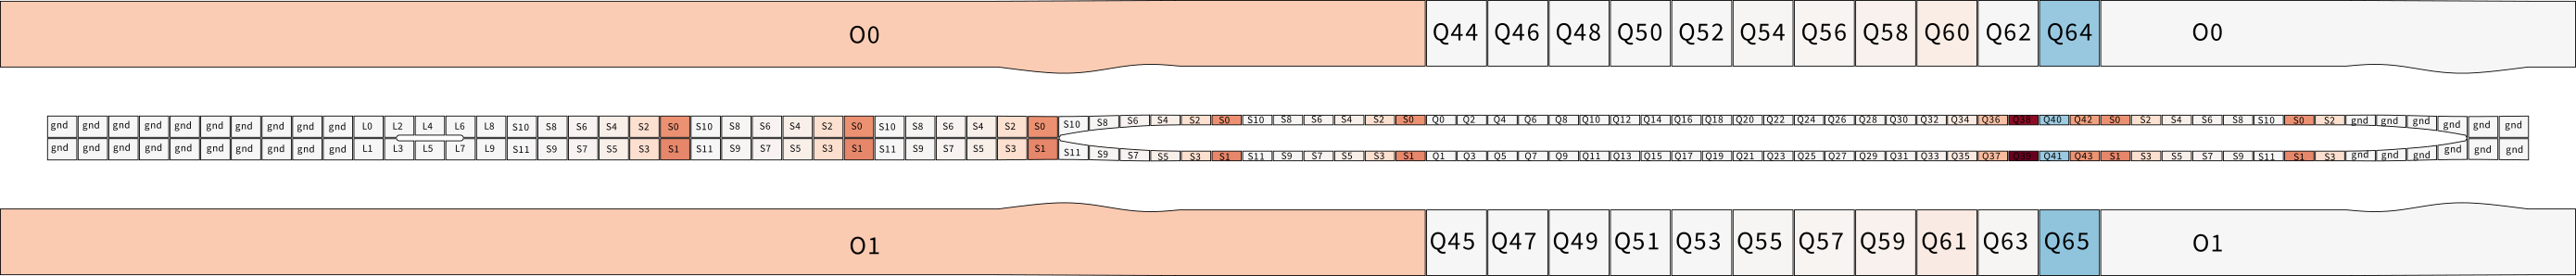 O0 Q44 Q46 Q48 Q50 Q52 Q54 Q56 Q58 Q60 Q62 Q64 O0
gnd gnd gnd gnd gnd gnd gnd gnd gnd gnd L0 L2 L4 L6 L8 S10 S8 S6 S4 S2 S0 S10 S8 S6 S4 S2 S0 S10 S8 S6 S4 S2 S0 S10 S8 S6 S4 S2 S0 S10 S8 S6 S4 S2 S0 Q0 Q2 Q4 Q6 Q8 Q10 Q12 Q14 Q16 Q18 Q20 Q22 Q24 Q26 Q28 Q30 Q32 Q34 Q36 Q38 Q40 Q42 S0 S2 S4 S6 S8 S10 S0 S2 gnd gnd gnd gnd gnd gnd
gnd gnd gnd gnd gnd gnd gnd gnd gnd gnd L1 L3 L5 L7 L9 S11 S9 S7 S5 S3 S1 S11 S9 S7 S5 S3 S1 S11 S9 S7 S5 S3 S1 S11 S9 S7 S5 S3 S1 S11 S9 S7 S5 S3 S1 Q1 Q3 Q5 Q7 Q9 Q11 Q13 Q15 Q17 Q19 Q21 Q23 Q25 Q27 Q29 Q31 Q33 Q35 Q37 Q39 Q41 Q43 S1 S3 S5 S7 S9 S11 S1 S3 gnd gnd gnd gnd gnd gnd
O1 Q45 Q47 Q49 Q51 Q53 Q55 Q57 Q59 Q61 Q63 Q65 O1